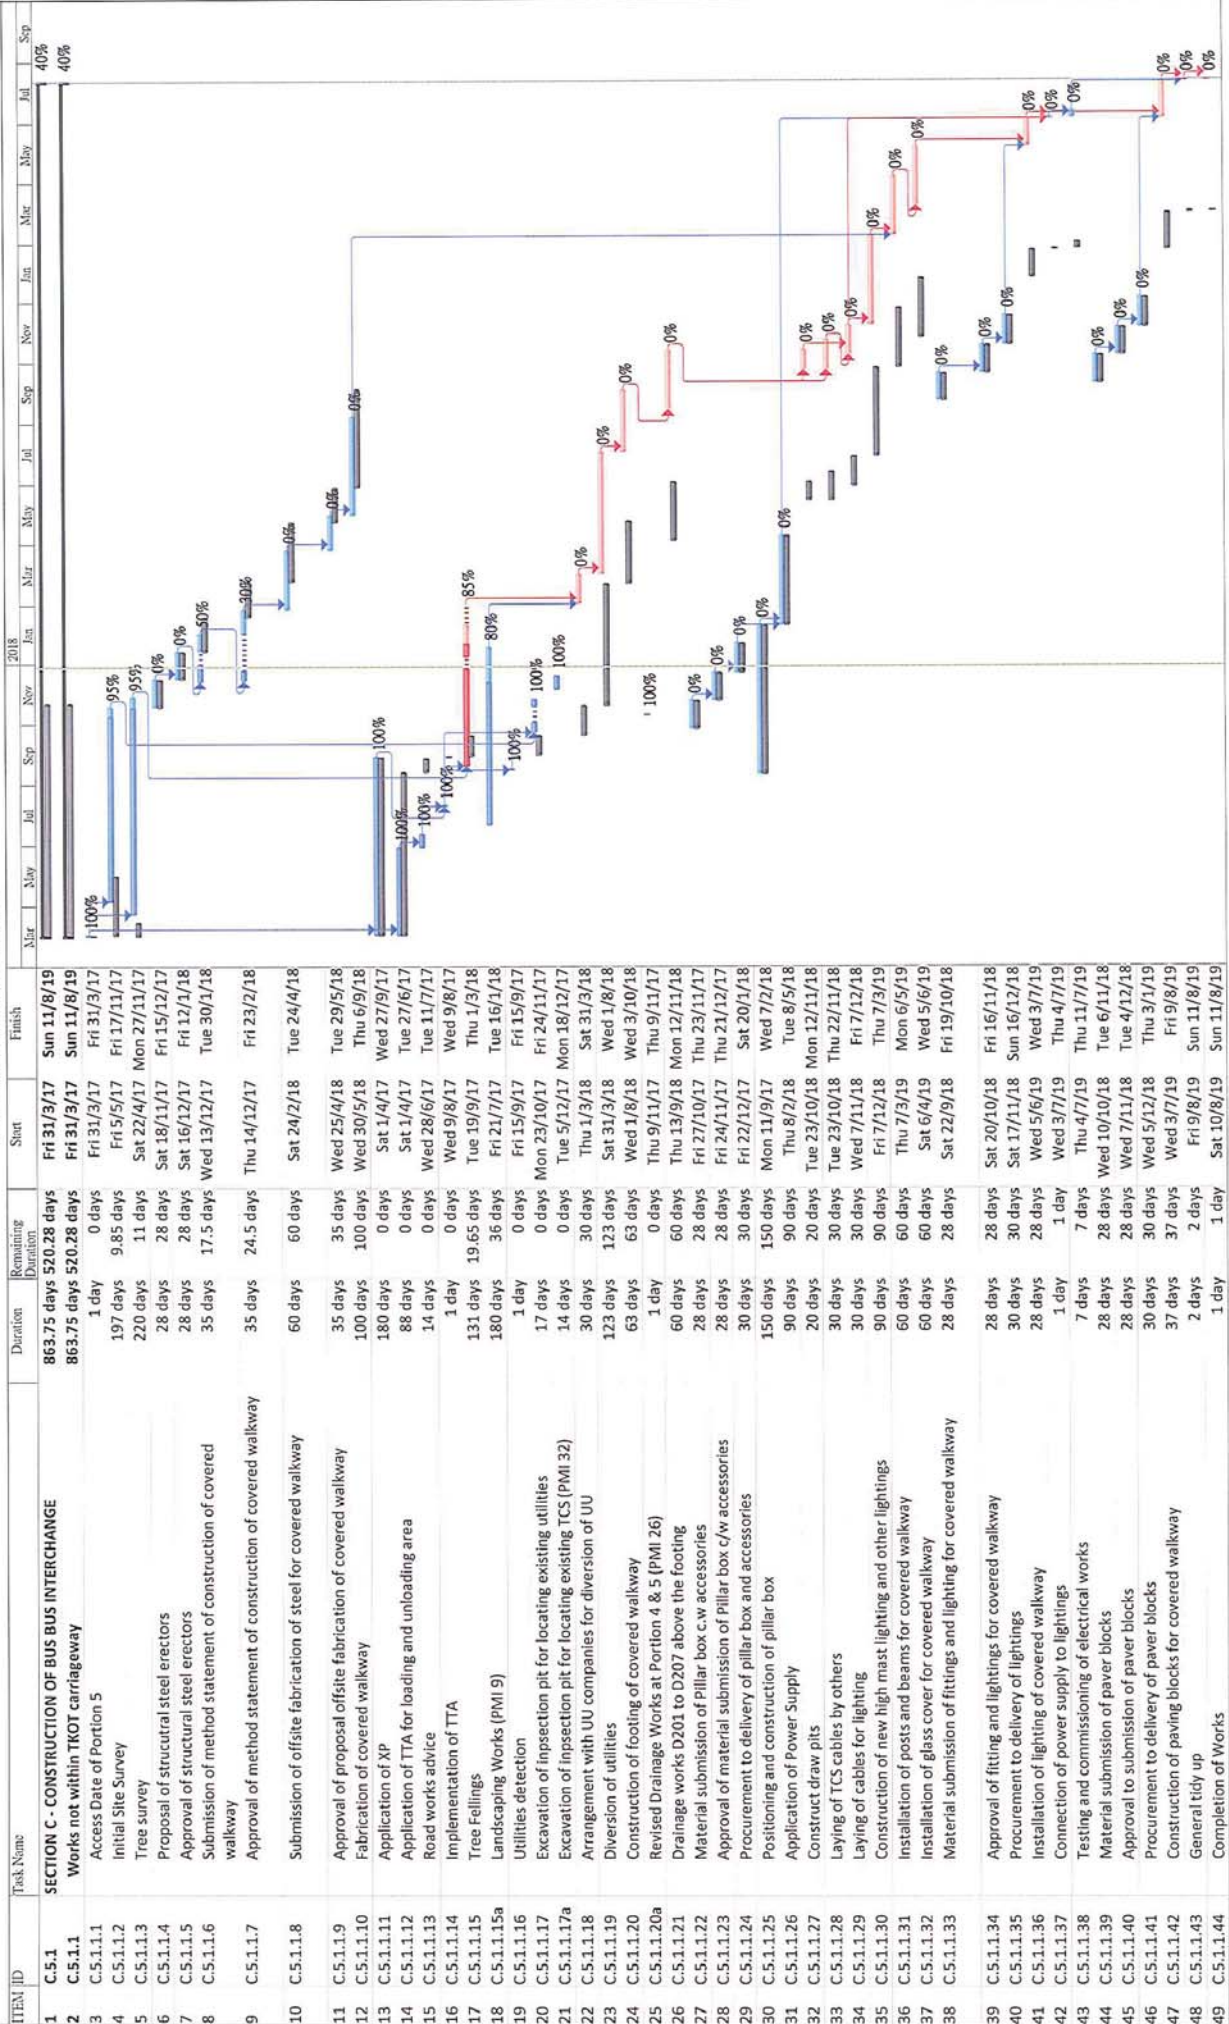 ITEM ID Task Name Duration Remaining Duration Start Finish
2018
Mar May Jul Sep Nov Jan Mar May Jul Sep Nov Jan Mar May Jul Sep
1 C.5.1 SECTION C - CONSTRUCTION OF BUS BUS INTERCHANGE 863.75 days 520.28 days Fri 31/3/17 Sun 11/8/19 40%
2 C.5.1.1 Works not within TKOT carriageway 863.75 days 520.28 days Fri 31/3/17 Sun 11/8/19 40%
3 C.5.1.1.1 Access Date of Portion 5 1 day 0 days Fri 31/3/17 Fri 31/3/17 100%
4 C.5.1.1.2 Initial Site Survey 197 days 9.85 days Fri 5/5/17 Fri 17/11/17 95%
5 C.5.1.1.3 Tree survey 220 days 11 days Sat 22/4/17 Mon 27/11/17 95%
6 C.5.1.1.4 Proposal of strucutral steel erectors 28 days 28 days Sat 18/11/17 Fri 15/12/17 0%
7 C.5.1.1.5 Approval of structural steel erectors 28 days 28 days Sat 16/12/17 Fri 12/1/18 0%
8 C.5.1.1.6 Submission of method statement of construction of covered walkway 35 days 17.5 days Wed 13/12/17 Tue 30/1/18 50%
9 C.5.1.1.7 Approval of method statement of construction of covered walkway 35 days 24.5 days Thu 14/12/17 Fri 23/2/18 30%
10 C.5.1.1.8 Submission of offsite fabrication of steel for covered walkway 60 days 60 days Sat 24/2/18 Tue 24/4/18 0%
11 C.5.1.1.9 Approval of proposal offsite fabrication of covered walkway 35 days 35 days Wed 25/4/18 Tue 29/5/18 0%
12 C.5.1.1.10 Fabrication of covered walkway 100 days 100 days Wed 30/5/18 Thu 6/9/18 0%
13 C.5.1.1.11 Application of XP 180 days 0 days Sat 1/4/17 Wed 27/9/17 100%
14 C.5.1.1.12 Application of TTA for loading and unloading area 88 days 0 days Sat 1/4/17 Tue 27/6/17 100%
15 C.5.1.1.13 Road works advice 14 days 0 days Wed 28/6/17 Tue 11/7/17 100%
16 C.5.1.1.14 Implementation of TTA 1 day 0 days Wed 9/8/17 Wed 9/8/17 100%
17 C.5.1.1.15 Tree Frellings 131 days 19.65 days Tue 19/9/17 Thu 1/3/18 85%
18 C.5.1.1.15a Landscaping Works (PMI 9) 180 days 36 days Fri 21/7/17 Tue 16/1/18 80%
19 C.5.1.1.16 Utilities detection 1 day 0 days Fri 15/9/17 Fri 15/9/17 100%
20 C.5.1.1.17 Excavation of inpsection pit for locating existing utilities 17 days 0 days Mon 23/10/17 Fri 24/11/17 100%
21 C.5.1.1.17a Excavation of inpsection pit for locating existing TCS (PMI 32) 14 days 0 days Tue 5/12/17 Mon 18/12/17 100%
22 C.5.1.1.18 Arrangement with UU companies for diversion of UU 30 days 30 days Thu 1/3/18 Sat 31/3/18 0%
23 C.5.1.1.19 Diversion of utilities 123 days 123 days Sat 31/3/18 Wed 1/8/18 0%
24 C.5.1.1.20 Construction of footing of covered walkway 63 days 63 days Wed 1/8/18 Wed 3/10/18 0%
25 C.5.1.1.20a Revised Drainage Works at Portion 4 & 5 (PMI 26) 1 day 0 days Thu 9/11/17 Thu 9/11/17 100%
26 C.5.1.1.21 Drainage works D201 to D207 above the footing 60 days 60 days Thu 13/9/18 Mon 12/11/18 0%
27 C.5.1.1.22 Material submission of Pillar box c.w accessories 28 days 28 days Fri 27/10/17 Thu 23/11/17 0%
28 C.5.1.1.23 Approval of material submission of Pillar box c/w accessories 28 days 28 days Fri 24/11/17 Thu 21/12/17 0%
29 C.5.1.1.24 Procurement to delivery of pillar box and accessories 30 days 30 days Fri 22/12/17 Sat 20/1/18 0%
30 C.5.1.1.25 Positioning and construction of pillar box 150 days 150 days Mon 11/9/17 Wed 7/2/18 0%
31 C.5.1.1.26 Application of Power Supply 90 days 90 days Thu 8/2/18 Tue 8/5/18 0%
32 C.5.1.1.27 Construct draw pits 20 days 20 days Tue 23/10/18 Mon 12/11/18 0%
33 C.5.1.1.28 Laying of TCS cables by others 30 days 30 days Tue 23/10/18 Thu 22/11/18 0%
34 C.5.1.1.29 Laying of cables for lighting 30 days 30 days Wed 7/11/18 Fri 7/12/18 0%
35 C.5.1.1.30 Construction of new high mast lighting and other lightings 90 days 90 days Fri 7/12/18 Thu 7/3/19 0%
36 C.5.1.1.31 Installation of posts and beams for covered walkway 60 days 60 days Thu 7/3/19 Mon 6/5/19 0%
37 C.5.1.1.32 Installation of glass cover for covered walkway 60 days 60 days Sat 6/4/19 Wed 5/6/19 0%
38 C.5.1.1.33 Material submission of fittings and lighting for covered walkway 28 days 28 days Sat 22/9/18 Fri 19/10/18 0%
39 C.5.1.1.34 Approval of fitting and lightings for covered walkway 28 days 28 days Sat 20/10/18 Fri 16/11/18 0%
40 C.5.1.1.35 Procurement to delivery of lightings 30 days 30 days Sat 17/11/18 Sun 16/12/18 0%
41 C.5.1.1.36 Installation of lighting of covered walkway 28 days 28 days Wed 5/6/19 Wed 3/7/19 0%
42 C.5.1.1.37 Connection of power supply to lightings 1 day 1 day Wed 3/7/19 Thu 4/7/19 0%
43 C.5.1.1.38 Testing and commissioning of electrical works 7 days 7 days Thu 4/7/19 Thu 11/7/19 0%
44 C.5.1.1.39 Material submission of paver blocks 28 days 28 days Wed 10/10/18 Tue 6/11/18 0%
45 C.5.1.1.40 Approval to submission of paver blocks 28 days 28 days Wed 7/11/18 Tue 4/12/18 0%
46 C.5.1.1.41 Procurement to delivery of paver blocks 30 days 30 days Wed 5/12/18 Thu 3/1/19 0%
47 C.5.1.1.42 Construction of paving blocks for covered walkway 37 days 37 days Wed 3/7/19 Fri 9/8/19 0%
48 C.5.1.1.43 General tidy up 2 days 2 days Fri 9/8/19 Sun 11/8/19 0%
49 C.5.1.1.44 Completion of Works 1 day 1 day Sat 10/8/19 Sun 11/8/19 0%